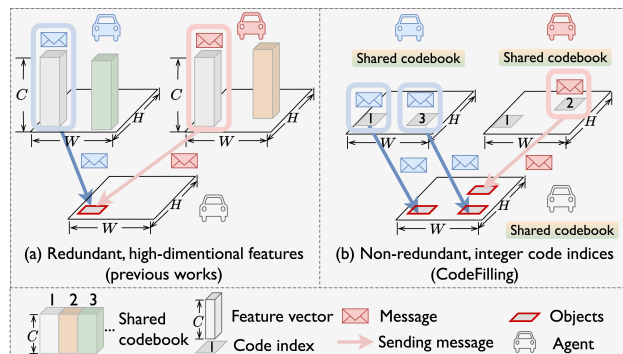 Shared codebook
Shared codebook
C
H
W
C
H
W
1
3
H
W
1
2
H
W
H
W
H
W
Shared codebook
(a) Redundant, high-dimentional features
(previous works)
(b) Non-redundant, integer code indices
(CodeFilling)
1 2 3
C
... Shared
codebook
C
Feature vector
Message
Objects
1
Code index
Sending message
Agent